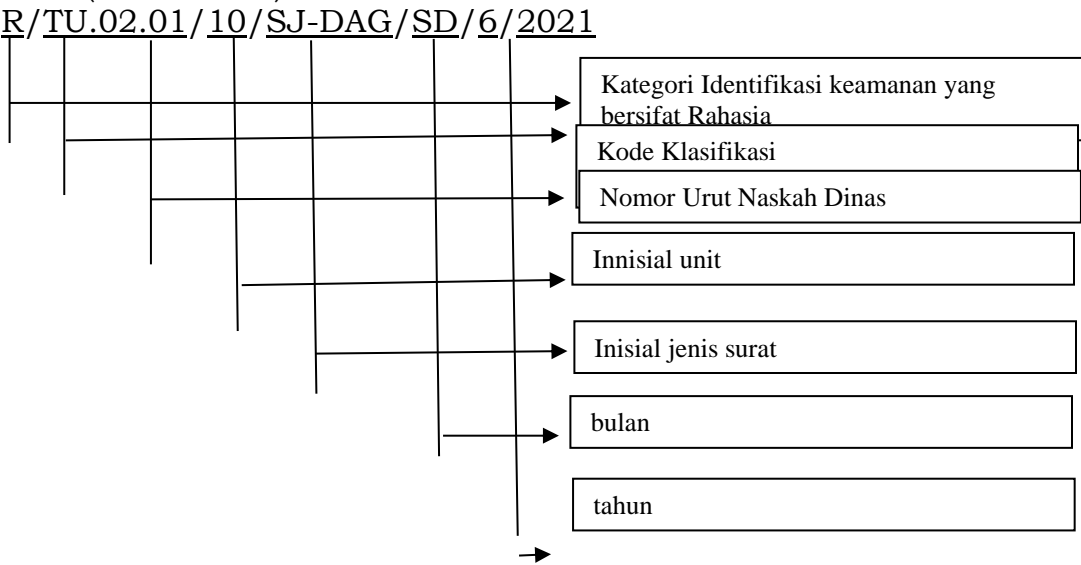 R/TU.02.01/10/SJ-DAG/SD/6/2021
Kategori Identifikasi keamanan yang
bersifat Rahasia
Kode Klasifikasi
Nomor Urut Naskah Dinas
Innisial unit
Inisial jenis surat
bulan
tahun